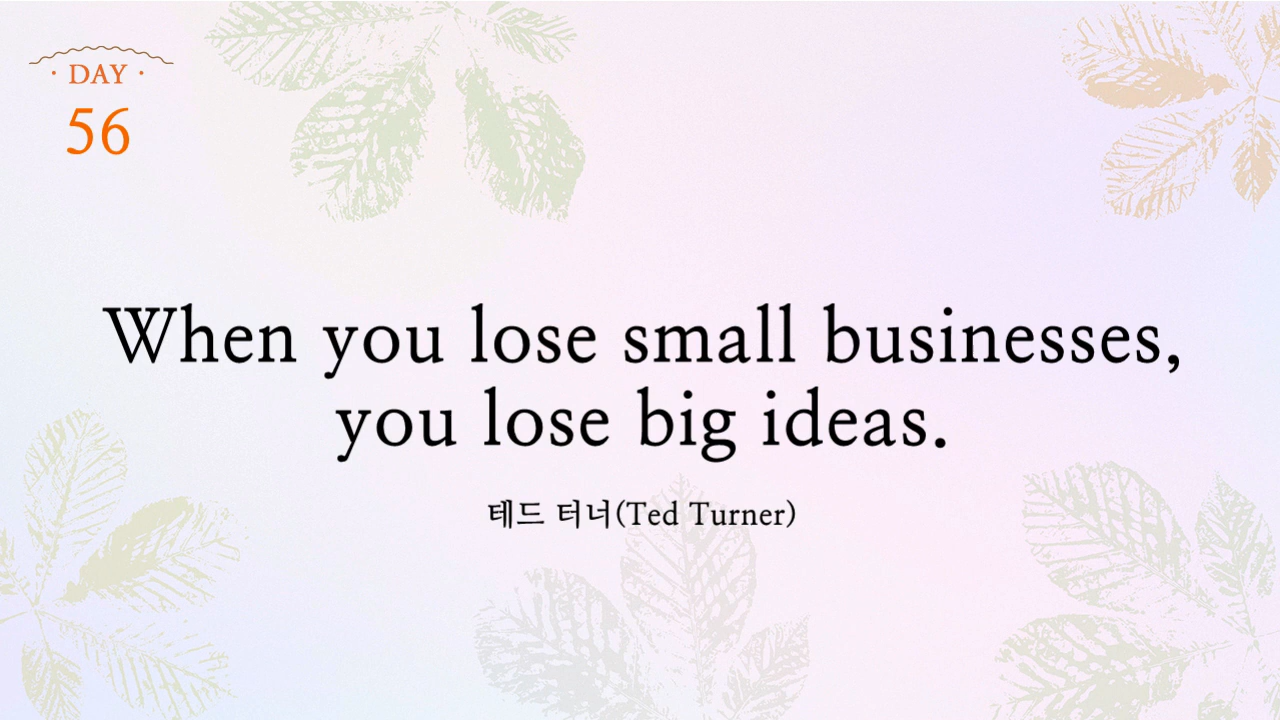 · DAY ·
56
When you lose small businesses,
you lose big ideas.
테드 터너(Ted Turner)